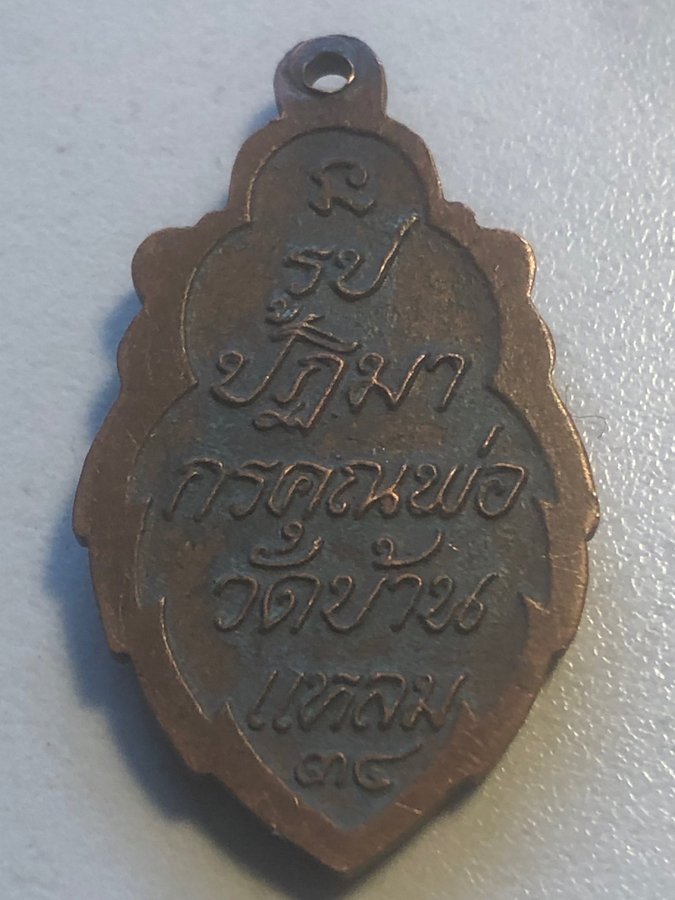 รูป
ปัฏิมา
กรคุณพ่อ
วัดบ้าน
แหลม
๓๔